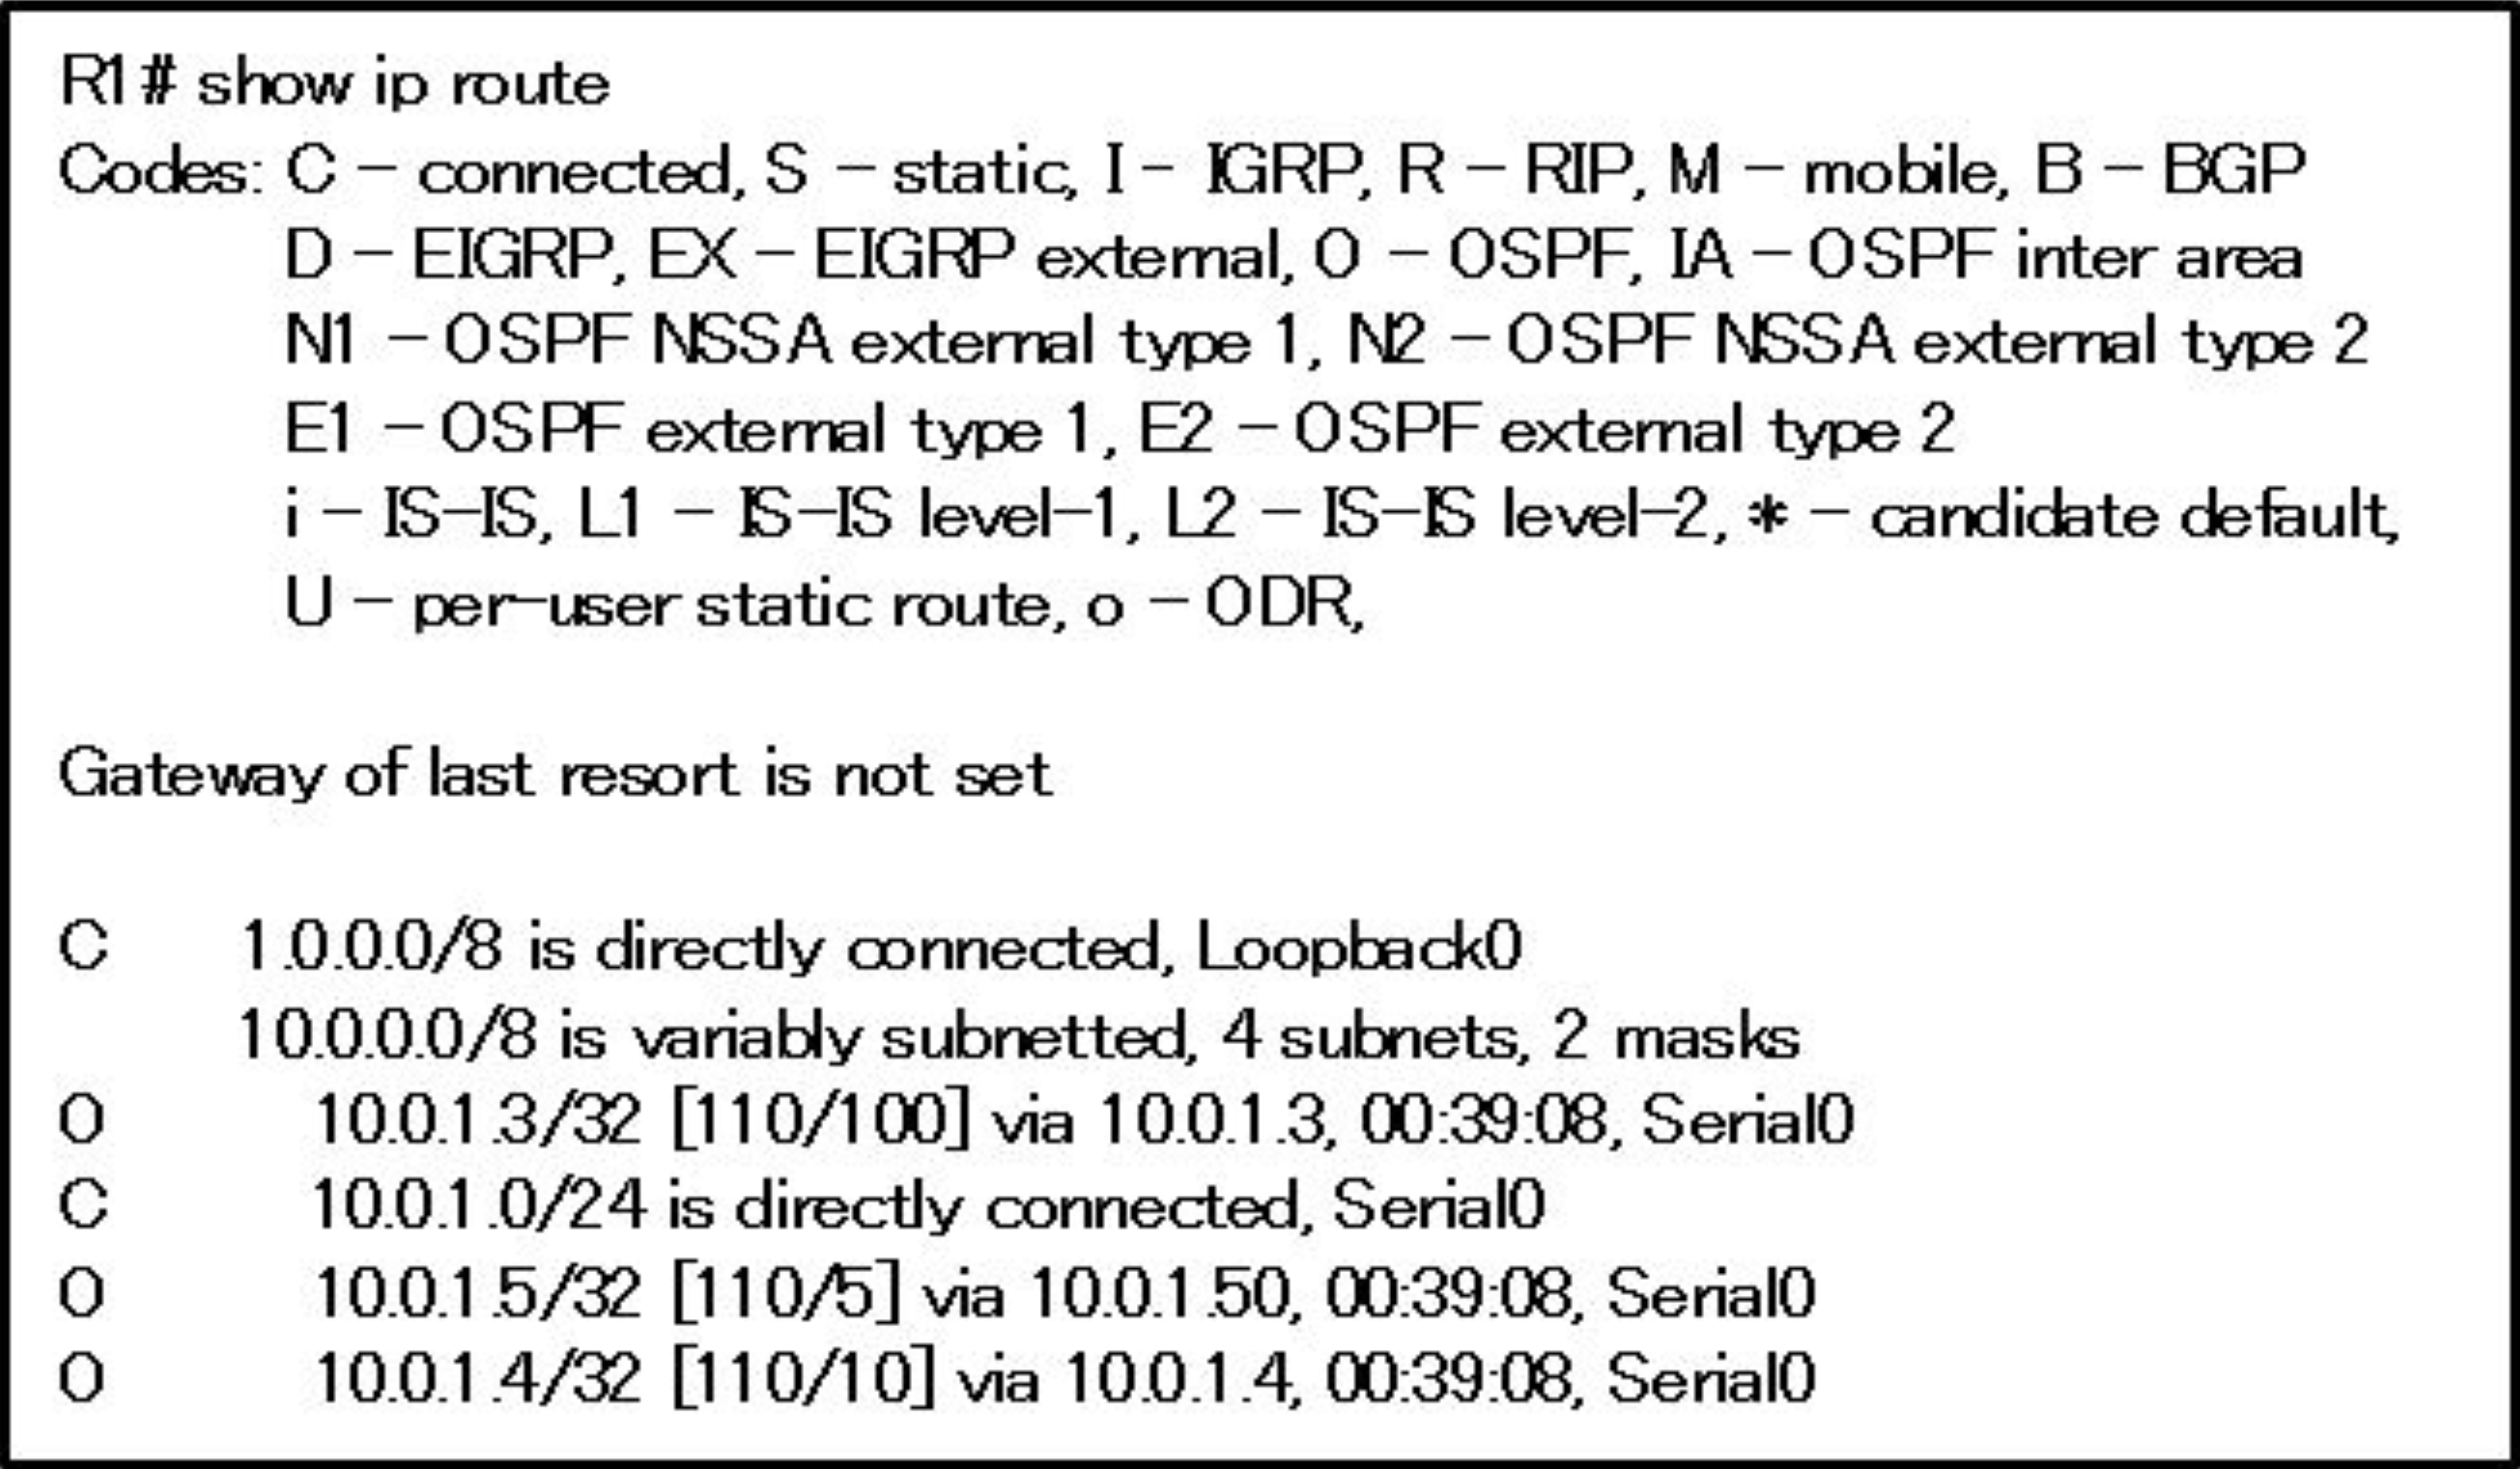 R1# show ip route
Codes: C - connected, S - static, I - IGRP, R - RIP, M - mobile, B - BGP
D - EIGRP, EX - EIGRP external, O - OSPF, IA - OSPF inter area
N1 - OSPF NSSA external type 1, N2 - OSPF NSSA external type 2
E1 - OSPF external type 1, E2 - OSPF external type 2
i - IS-IS, L1 - IS-IS level-1, L2 - IS-IS level-2, * - candidate default,
U - per-user static route, o - ODR,
Gateway of last resort is not set
C 1.0.0.0/8 is directly connected, Loopback0
10.0.0.0/8 is variably subnetted, 4 subnets, 2 masks
O 10.0.1.3/32 [110/100] via 10.0.1.3, 00:39:08, Serial0
C 10.0.1.0/24 is directly connected, Serial0
O 10.0.1.5/32 [110/5] via 10.0.1.50, 00:39:08, Serial0
O 10.0.1.4/32 [110/10] via 10.0.1.4, 00:39:08, Serial0